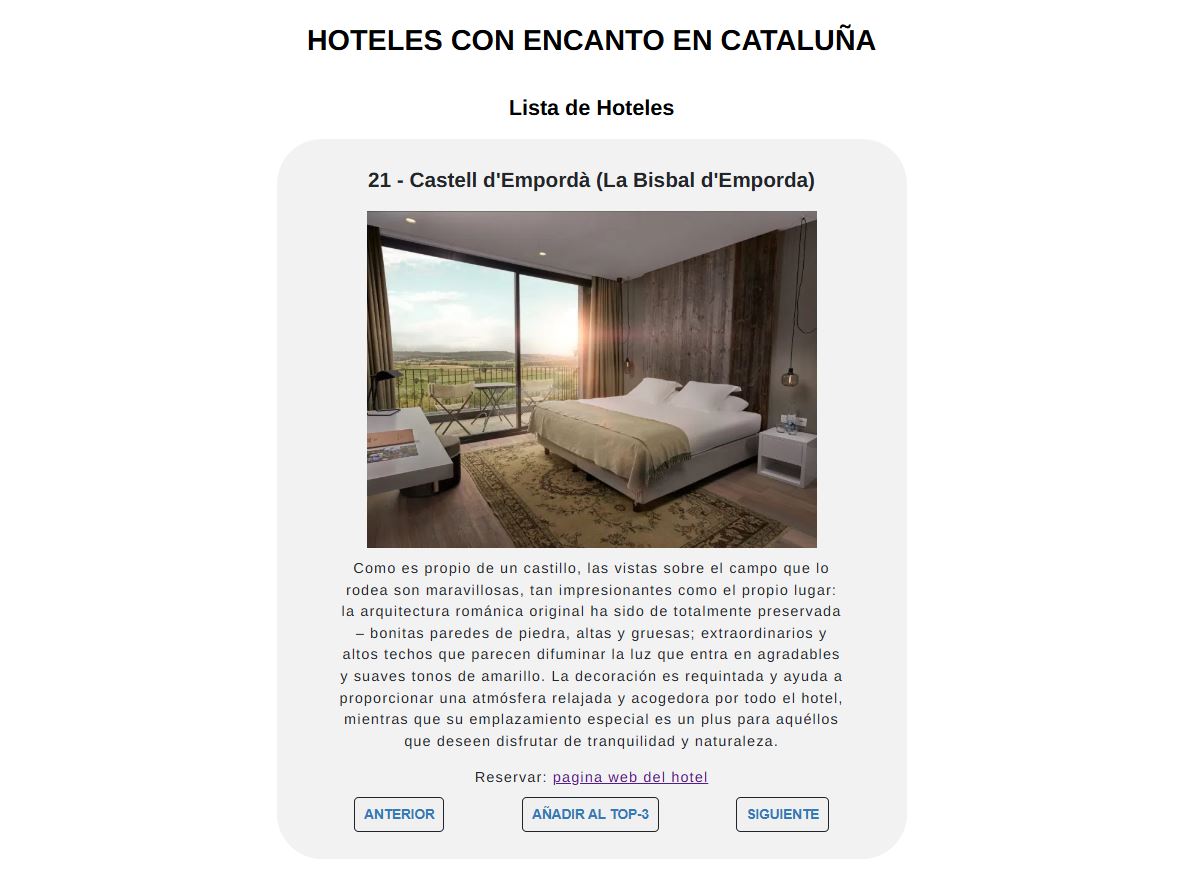 HOTELES CON ENCANTO EN CATALUÑA
Lista de Hoteles
21 - Castell d'Empordà (La Bisbal d'Emporda)
Como es propio de un castillo, las vistas sobre el campo que lo
rodea son maravillosas, tan impresionantes como el propio lugar:
la arquitectura románica original ha sido de totalmente preservada
– bonitas paredes de piedra, altas y gruesas; extraordinarios y
altos techos que parecen difuminar la luz que entra en agradables
y suaves tonos de amarillo. La decoración es requintada y ayuda a
proporcionar una atmósfera relajada y acogedora por todo el hotel,
mientras que su emplazamiento especial es un plus para aquéllos
que deseen disfrutar de tranquilidad y naturaleza.
Reservar: pagina web del hotel
ANTERIOR
AÑADIR AL TOP-3
SIGUIENTE